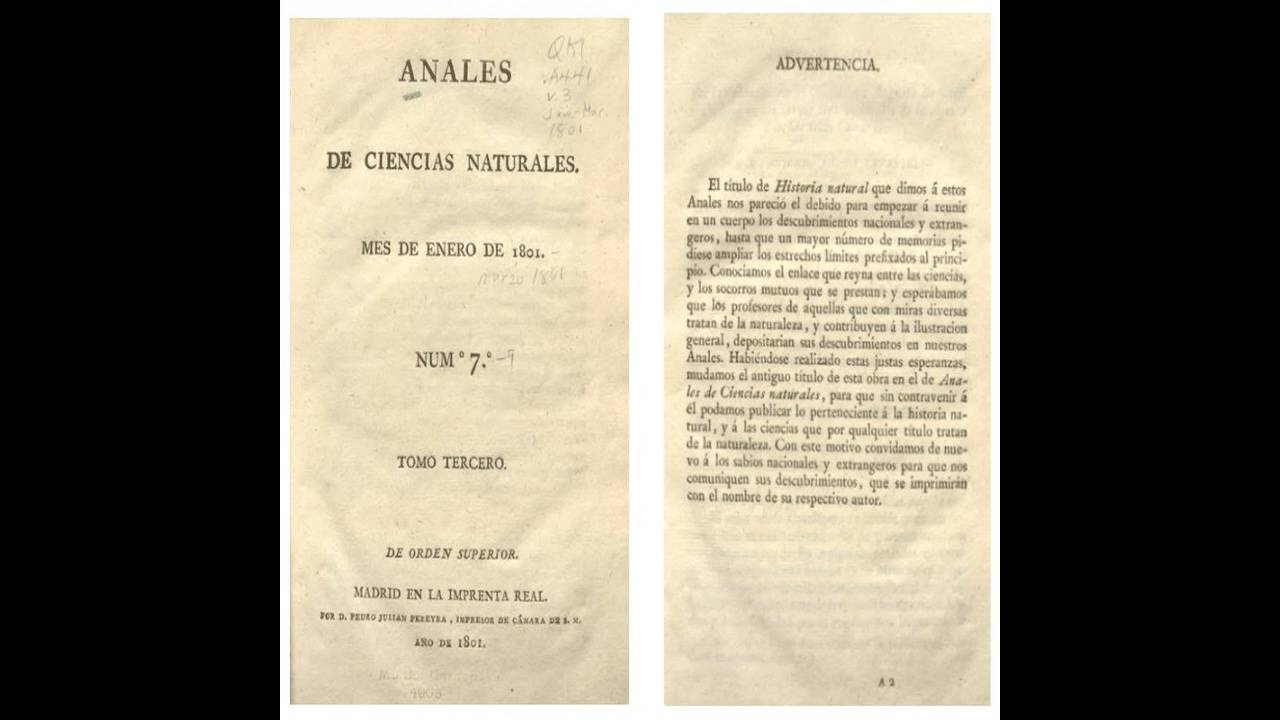 ANALES
QK1
.A441
v.3
Jan-Mar.
1801
DE CIENCIAS NATURALES.
MES DE ENERO DE 1801.-
marzo 1801
NUM.º 7.º-9
TOMO TERCERO.
DE ORDEN SUPERIOR.
MADRID EN LA IMPRENTA REAL.
POR D. PEDRO JULIAN PEREYRA, IMPRESOR DE CÁMARA DE S. M.
AÑO DE 1801.
ADVERTENCIA.
El título de Historia natural que dimos á estos
Anales nos pareció el debido para empezar á reunir
en un cuerpo los descubrimientos nacionales y extran-
geros, hasta que un mayor número de memorias pi-
diese ampliar los estrechos límites prefixados al princi-
pio. Conociamos el enlace que reyna entre las ciencias,
y los socorros mutuos que se prestan; y esperábamos
que los profesores de aquellas que con miras diversas
tratan de la naturaleza, y contribuyen á la ilustracion
general, depositarian sus descubrimientos en nuestros
Anales. Habiéndose realizado estas justas esperanzas,
mudamos el antiguo título de esta obra en el de Ana-
les de Ciencias naturales, para que sin contravenir á
él podamos publicar lo perteneciente á la historia na-
tural, y á las ciencias que por qualquier título tratan
de la naturaleza. Con este motivo convidamos de nue-
vo á los sabios nacionales y extrangeros para que nos
comuniquen sus descubrimientos, que se imprimirán
con el nombre de su respectivo autor.
A 2